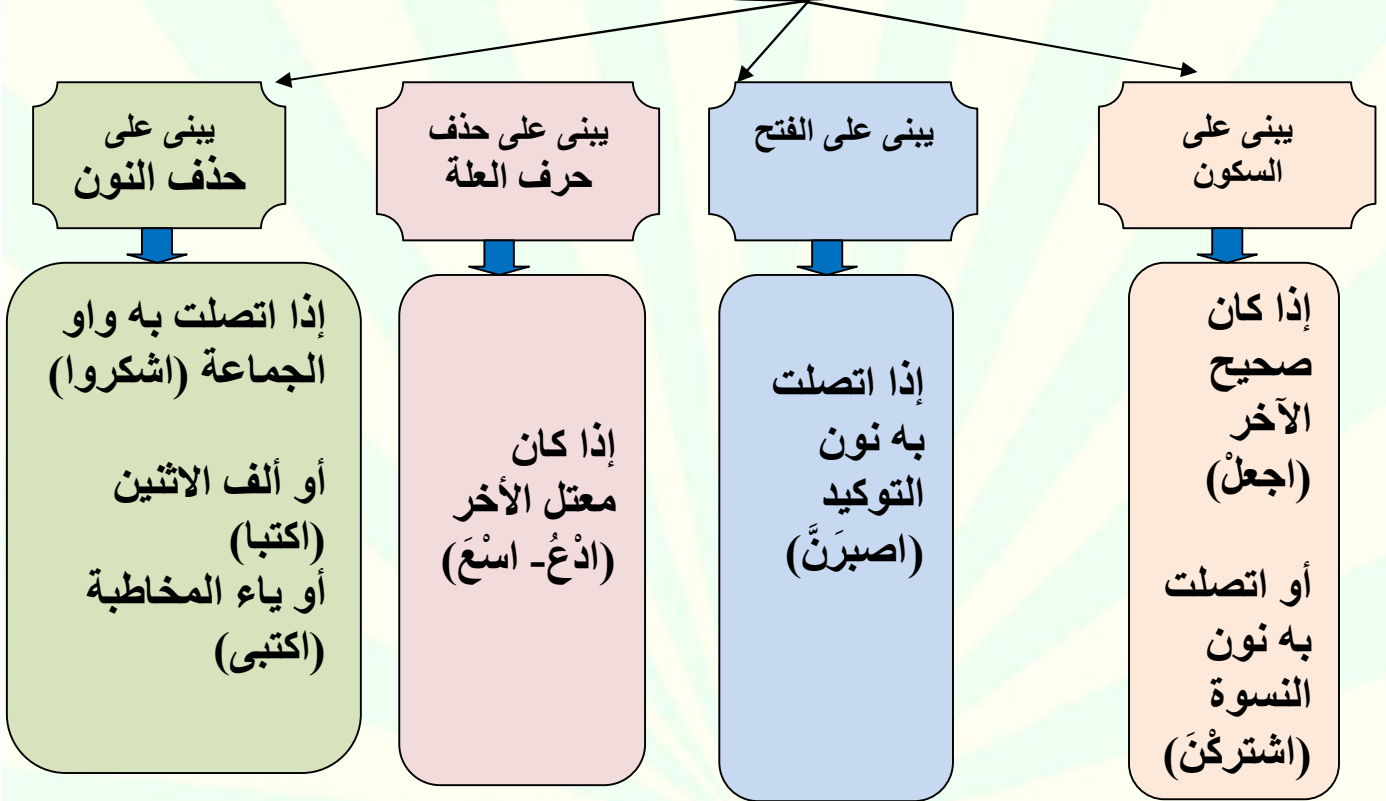 يبنى على
السكون
إذا كان
صحيح
الآخر
(اجعلْ)
أو اتصلت
به نون
النسوة
(اشتركْنَ)
يبنى على الفتح
إذا اتصلت
به نون
التوكيد
(اصبرَنَّ)
يبنى على حذف
حرف العلة
إذا كان
معتل الأخر
(ادْعُ- اسْعَ)
يبنى على
حذف النون
إذا اتصلت به واو
الجماعة (اشكروا)
أو ألف الاثنين
(اكتبا)
أو ياء المخاطبة
(اكتبى)